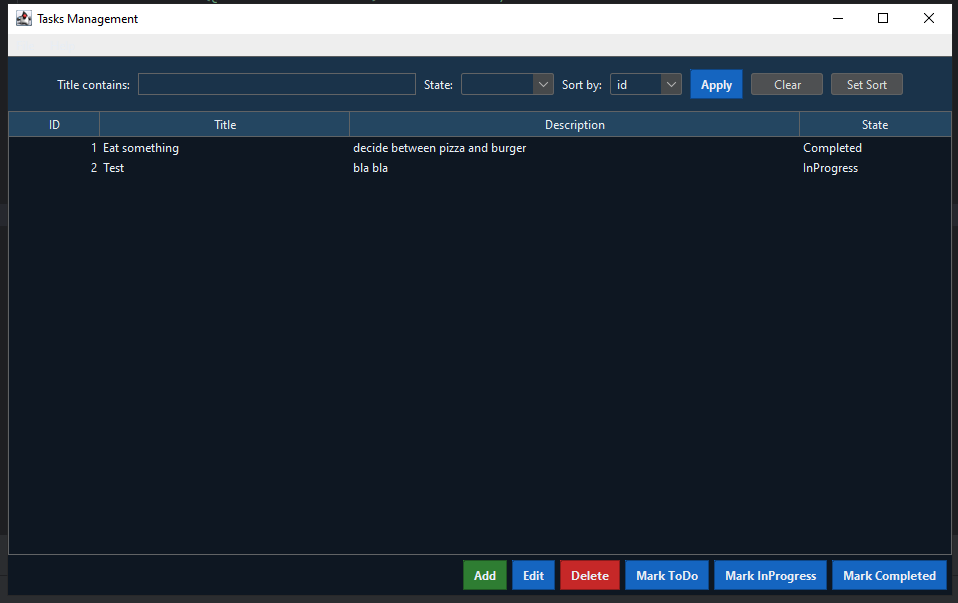 Tasks Management
Title contains: State: Sort by: id Apply Clear Set Sort
ID Title Description State
1 Eat something decide between pizza and burger Completed
2 Test bla bla InProgress
Add Edit Delete Mark ToDo Mark InProgress Mark Completed